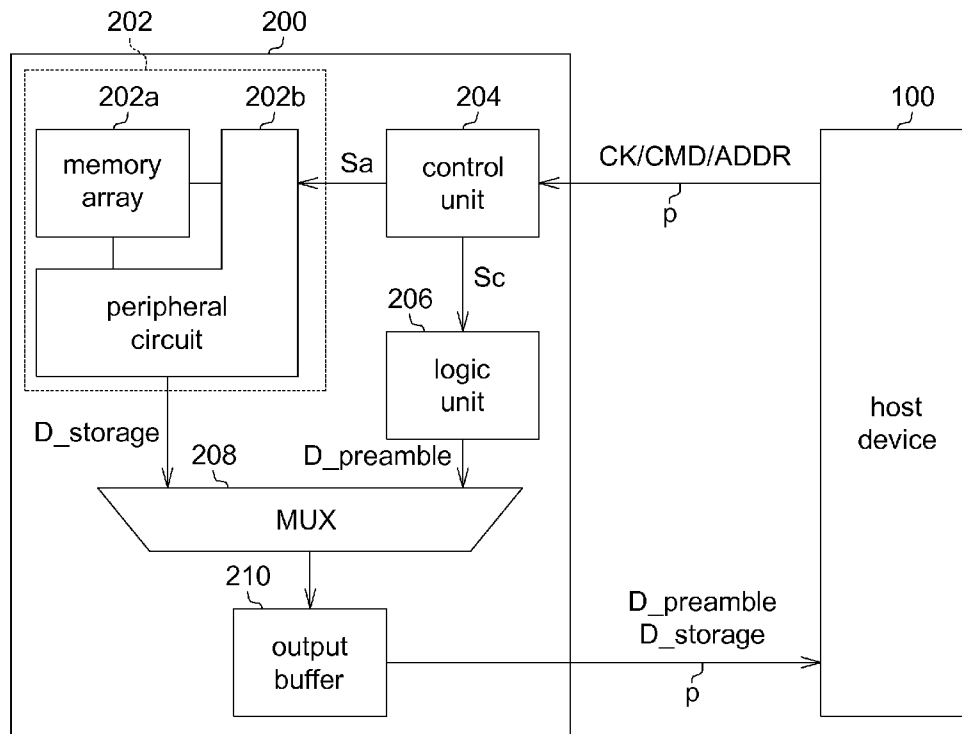 202
200
202a
202b
204
100
memory
array
Sa
control
unit
CK/CMD/ADDR
p
Sc
peripheral
circuit
206
logic
unit
host
device
D_storage
D_preamble
208
MUX
210
output
buffer
D_preamble
D_storage
p